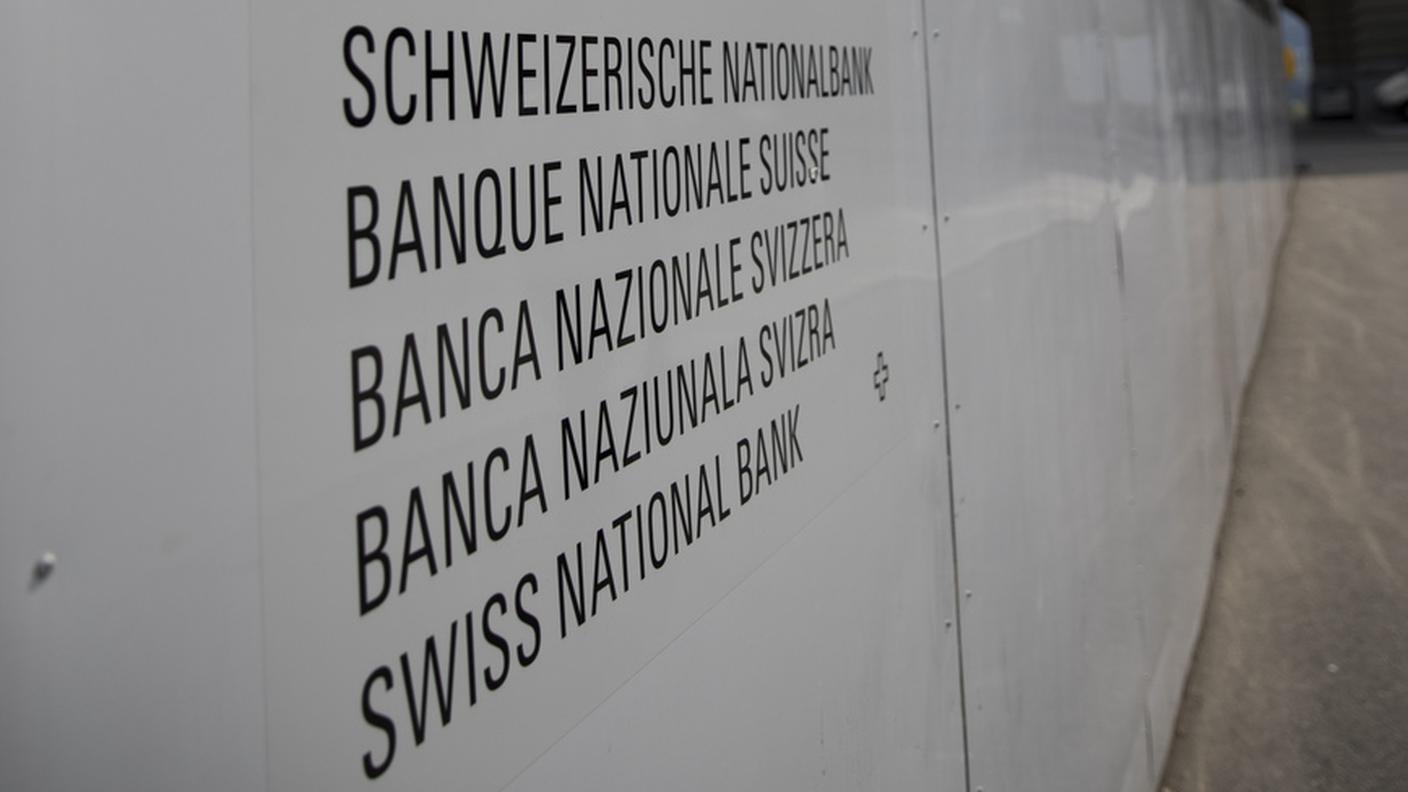 SCHWEIZERISCHE NATIONALBANK
BANQUE NATIONALE SUISSE
BANCA NAZIONALE SVIZZERA
BANCA NAZIUNALA SVIZRA
SWISS NATIONAL BANK